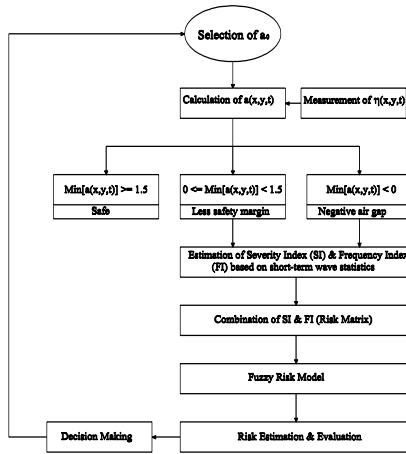 Selection of a₀
Calculation of a(x,y,t)
Measurement of η(x,y,t)
Min[a(x,y,t)] >= 1.5
Safe
0 <= Min[a(x,y,t)] < 1.5
Less safety margin
Min[a(x,y,t)] < 0
Negative air gap
Estimation of Severity Index (SI) & Frequency Index
(FI) based on short-term wave statistics
Combination of SI & FI (Risk Matrix)
Fuzzy Risk Model
Decision Making
Risk Estimation & Evaluation